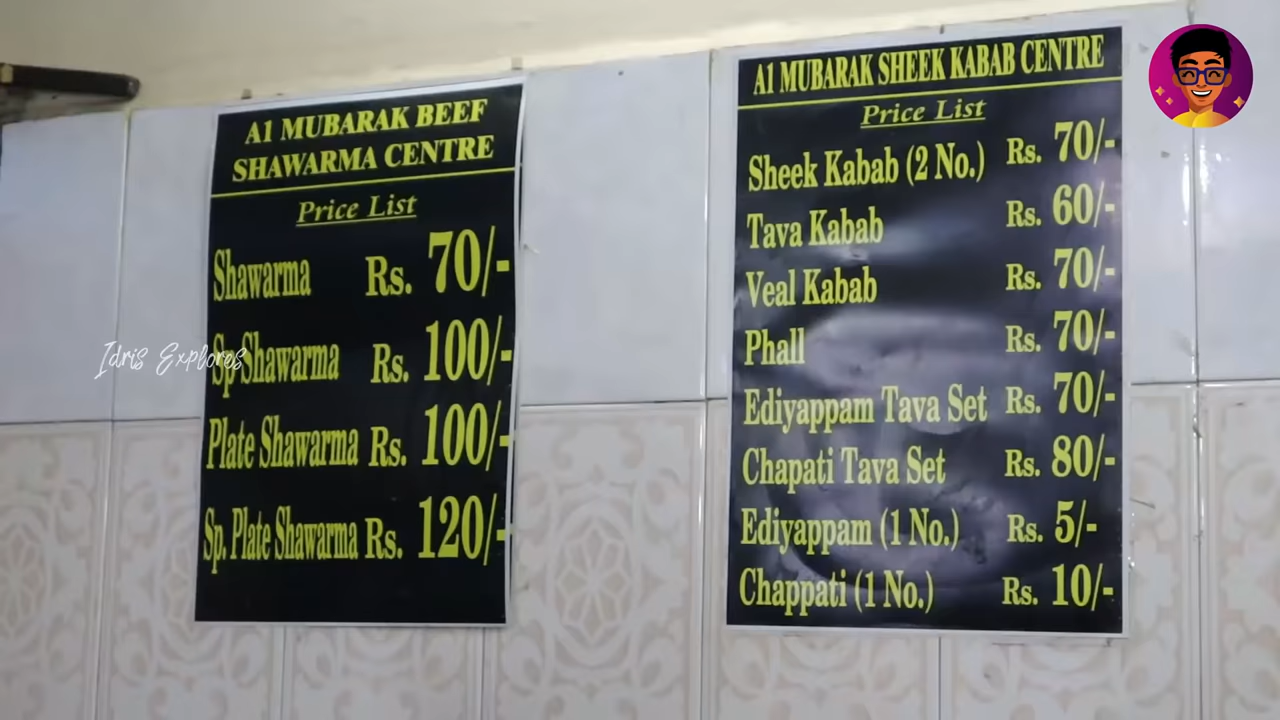 A1 MUBARAK BEEF
SHAWARMA CENTRE
Price List
Shawarma Rs. 70/-
Sp Shawarma Rs. 100/-
Plate Shawarma Rs. 100/-
Sp. Plate Shawarma Rs. 120/-
A1 MUBARAK SHEEK KABAB CENTRE
Price List
Sheek Kabab (2 No.) Rs. 70/-
Tava Kabab Rs. 60/-
Veal Kabab Rs. 70/-
Phall Rs. 70/-
Ediyappam Tava Set Rs. 70/-
Chapati Tava Set Rs. 80/-
Ediyappam (1 No.) Rs. 5/-
Chappati (1 No.) Rs. 10/-
Idris Explores